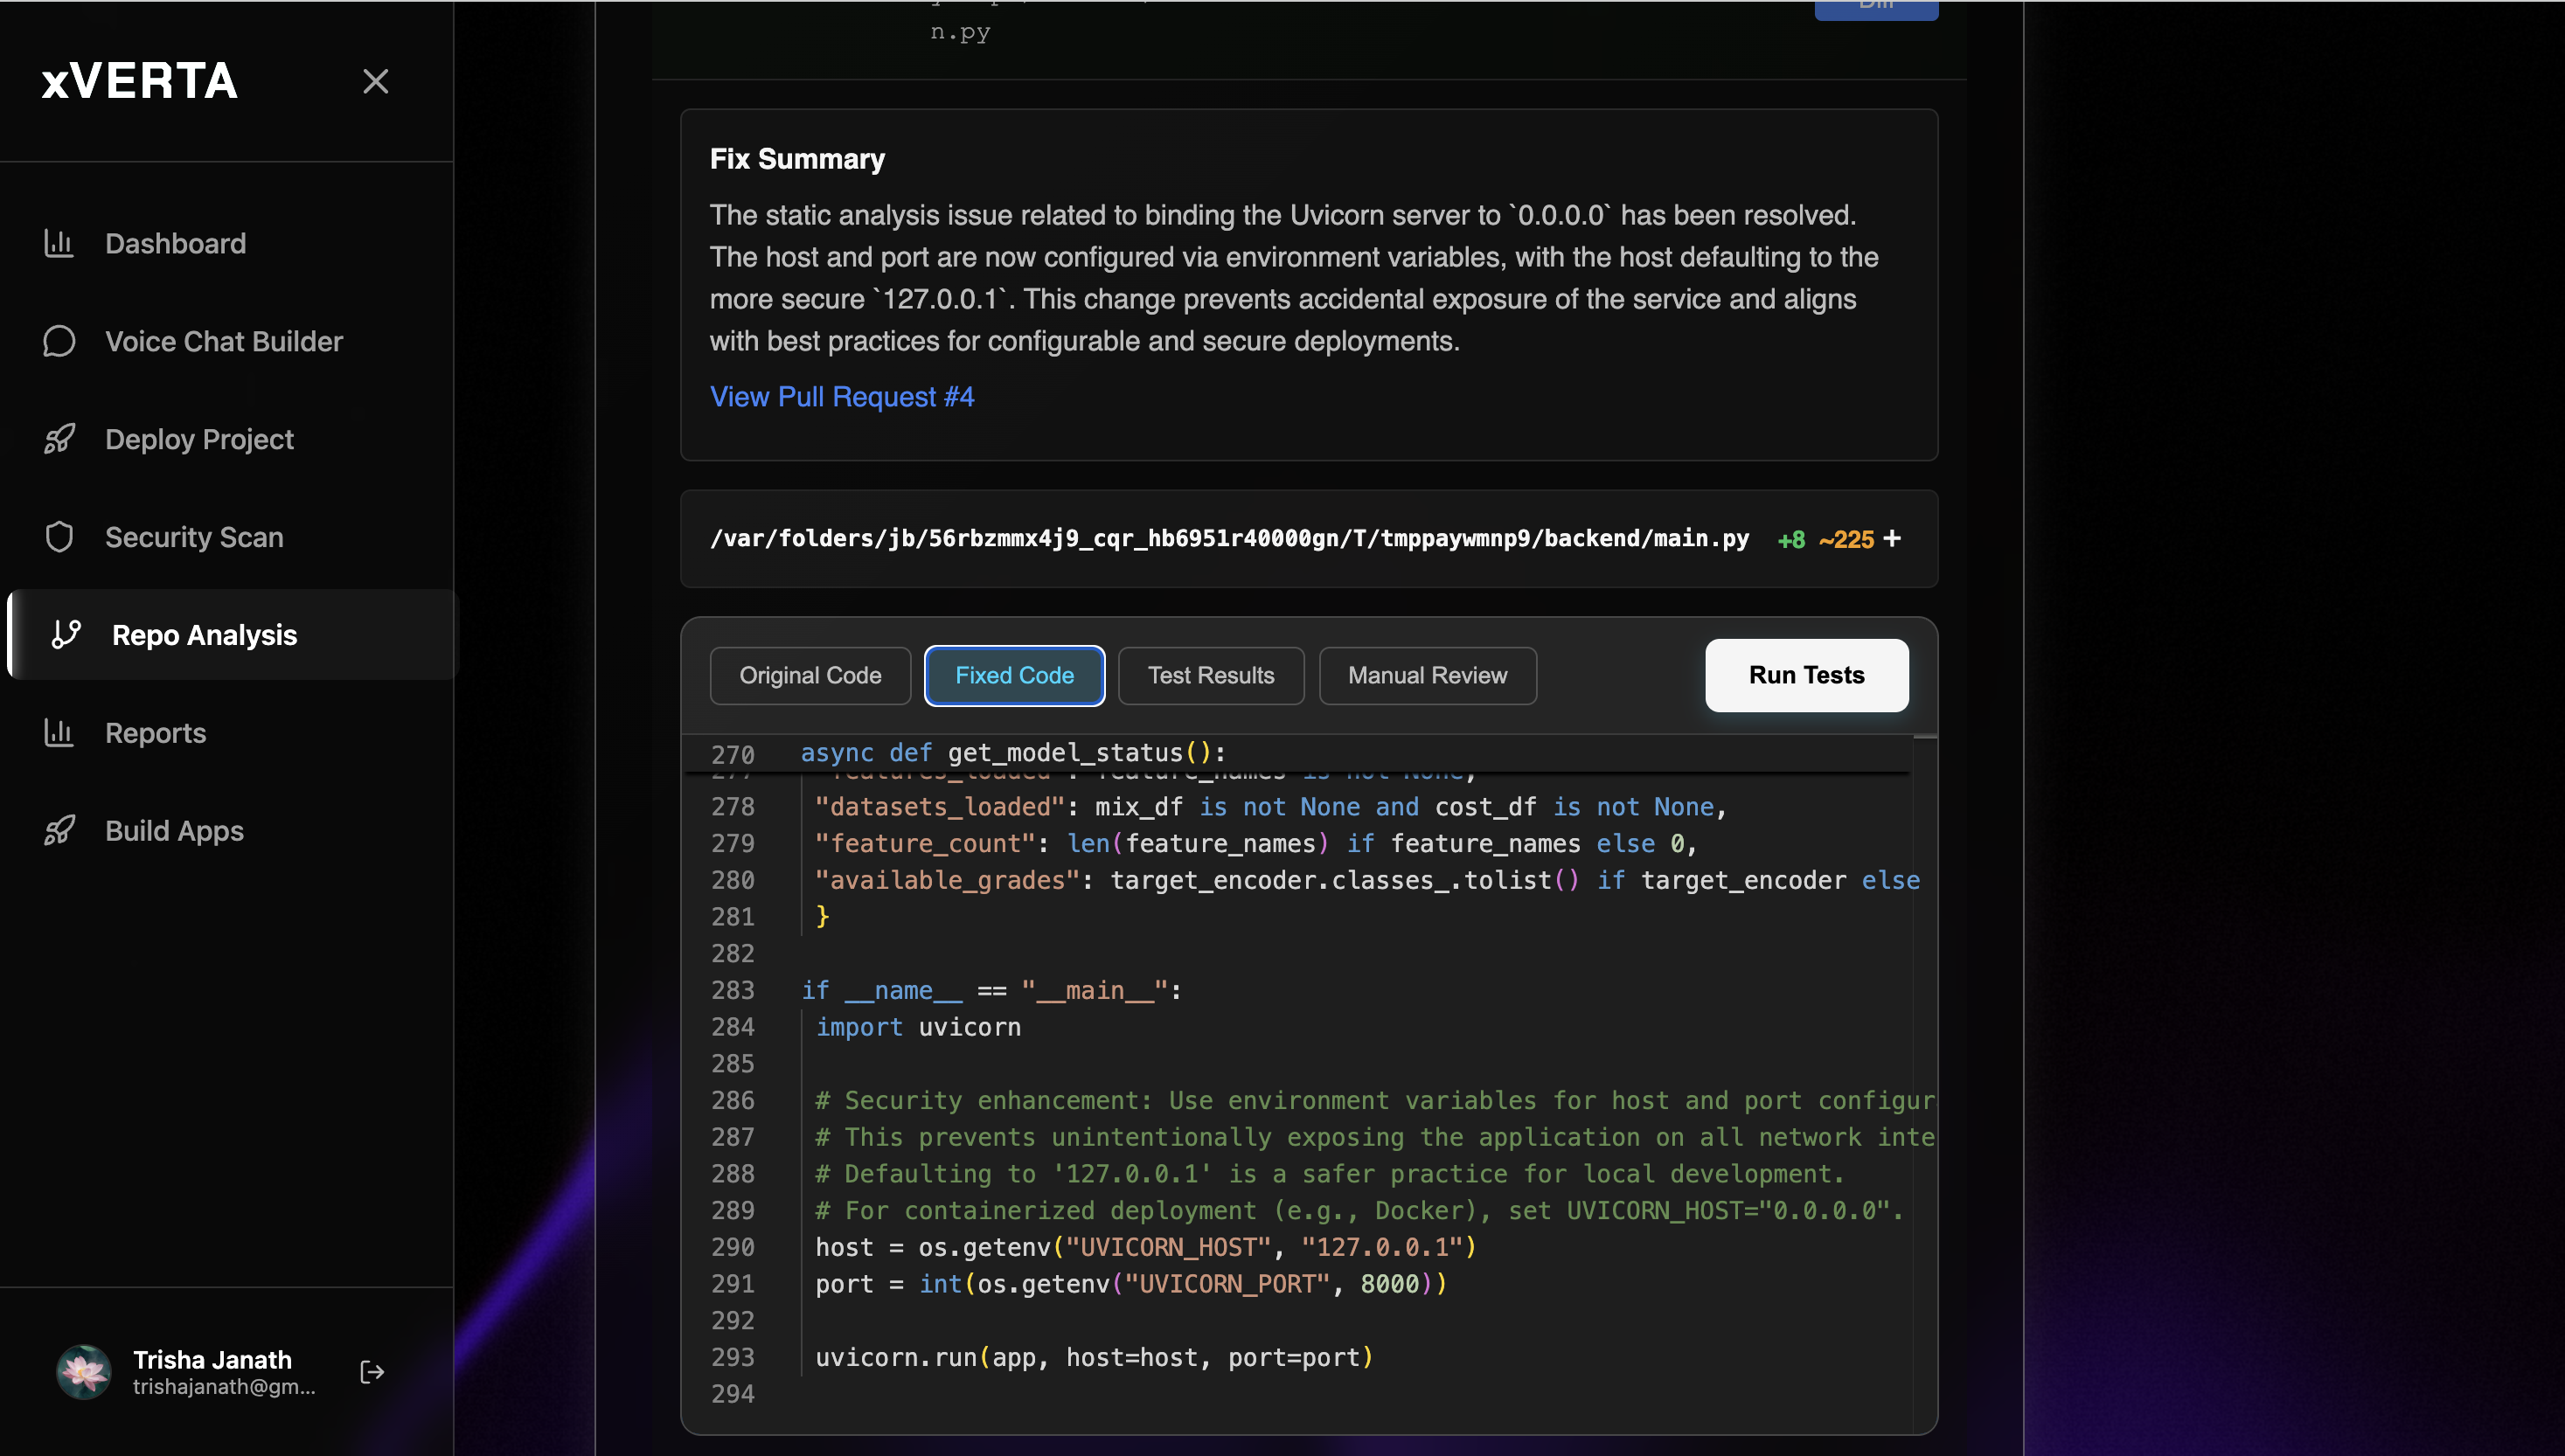 xVERTA
Dashboard
Voice Chat Builder
Deploy Project
Security Scan
Repo Analysis
Reports
Build Apps
Trisha Janath
trishajanath@gm...
n.py
Fix Summary
The static analysis issue related to binding the Uvicorn server to `0.0.0.0` has been resolved.
The host and port are now configured via environment variables, with the host defaulting to the
more secure `127.0.0.1`. This change prevents accidental exposure of the service and aligns
with best practices for configurable and secure deployments.
View Pull Request #4
/var/folders/jb/56rbzmmx4j9_cqr_hb6951r40000gn/T/tmppaywmnp9/backend/main.py +8 ~225 +
Original Code Fixed Code Test Results Manual Review Run Tests
270 async def get_model_status():
277 "features_loaded": feature_names is not None,
278 "datasets_loaded": mix_df is not None and cost_df is not None,
279 "feature_count": len(feature_names) if feature_names else 0,
280 "available_grades": target_encoder.classes_.tolist() if target_encoder else
281 }
282
283 if __name__ == "__main__":
284 import uvicorn
285
286 # Security enhancement: Use environment variables for host and port configur
287 # This prevents unintentionally exposing the application on all network inte
288 # Defaulting to '127.0.0.1' is a safer practice for local development.
289 # For containerized deployment (e.g., Docker), set UVICORN_HOST="0.0.0.0".
290 host = os.getenv("UVICORN_HOST", "127.0.0.1")
291 port = int(os.getenv("UVICORN_PORT", 8000))
292
293 uvicorn.run(app, host=host, port=port)
294